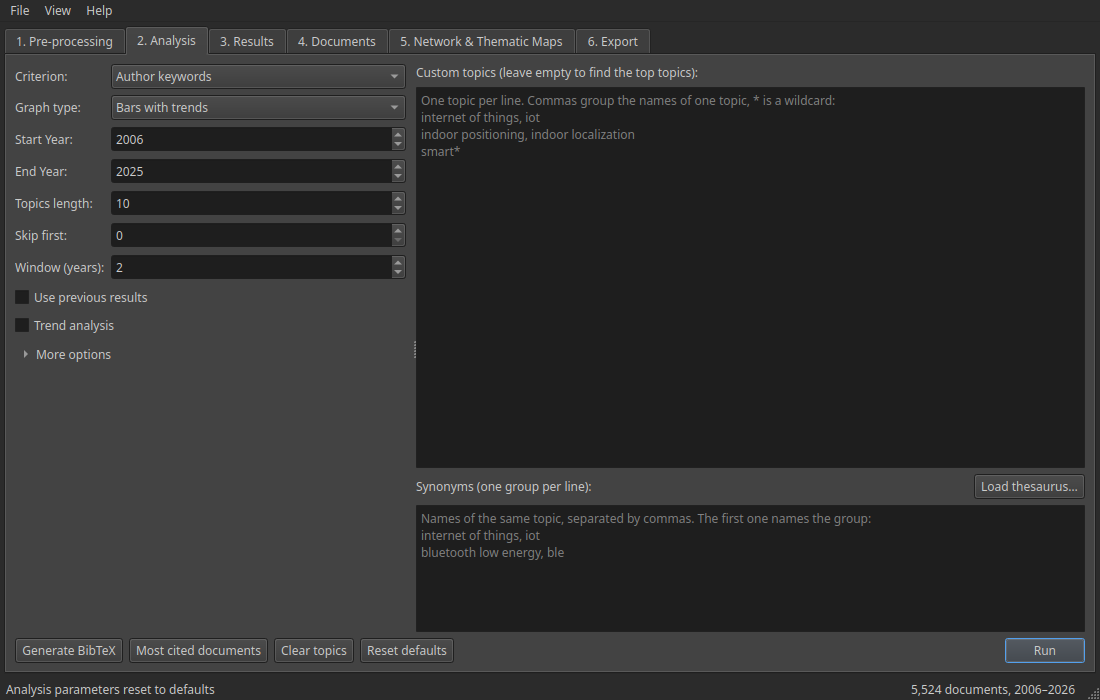 File View Help
1. Pre-processing 2. Analysis 3. Results 4. Documents 5. Network & Thematic Maps 6. Export
Criterion: Author keywords
Graph type: Bars with trends
Start Year: 2006
End Year: 2025
Topics length: 10
Skip first: 0
Window (years): 2
Use previous results
Trend analysis
More options
Custom topics (leave empty to find the top topics):
One topic per line. Commas group the names of one topic, * is a wildcard:
internet of things, iot
indoor positioning, indoor localization
smart*
Synonyms (one group per line): Load thesaurus...
Names of the same topic, separated by commas. The first one names the group:
internet of things, iot
bluetooth low energy, ble
Generate BibTeX Most cited documents Clear topics Reset defaults Run
Analysis parameters reset to defaults 5,524 documents, 2006–2026